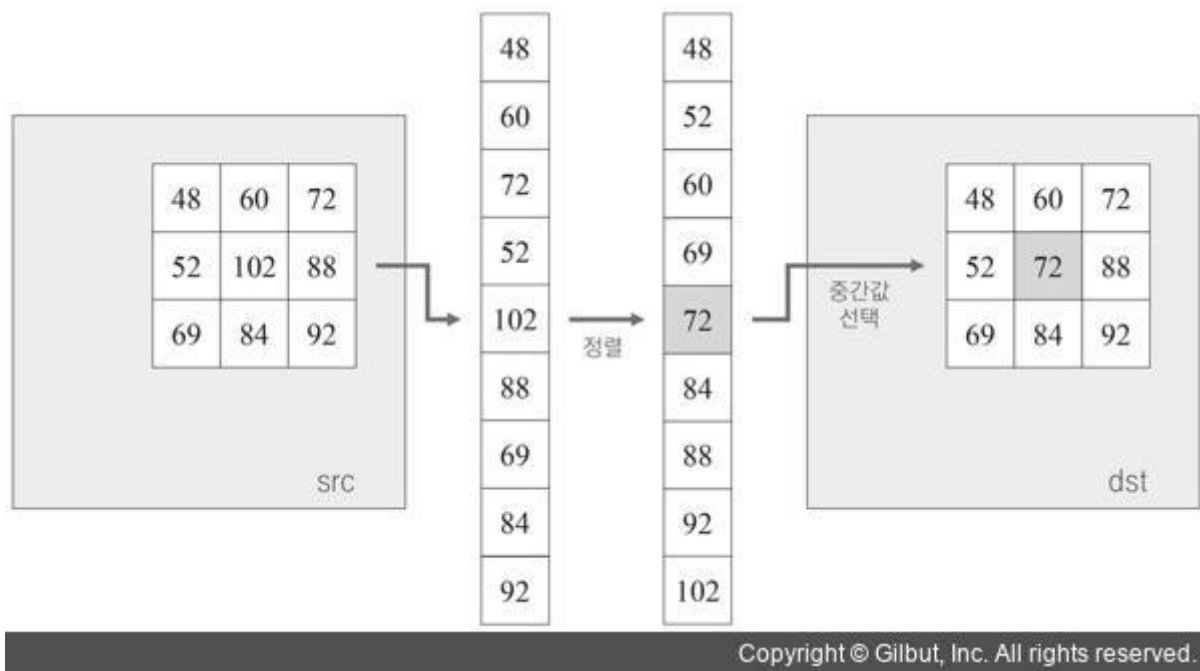 48 60 72
52 102 88
69 84 92
src
48
60
72
52
102
88
69
84
92
정렬
48
52
60
69
72
84
88
92
102
중간값
선택
48 60 72
52 72 88
69 84 92
dst
Copyright © Gilbut, Inc. All rights reserved.